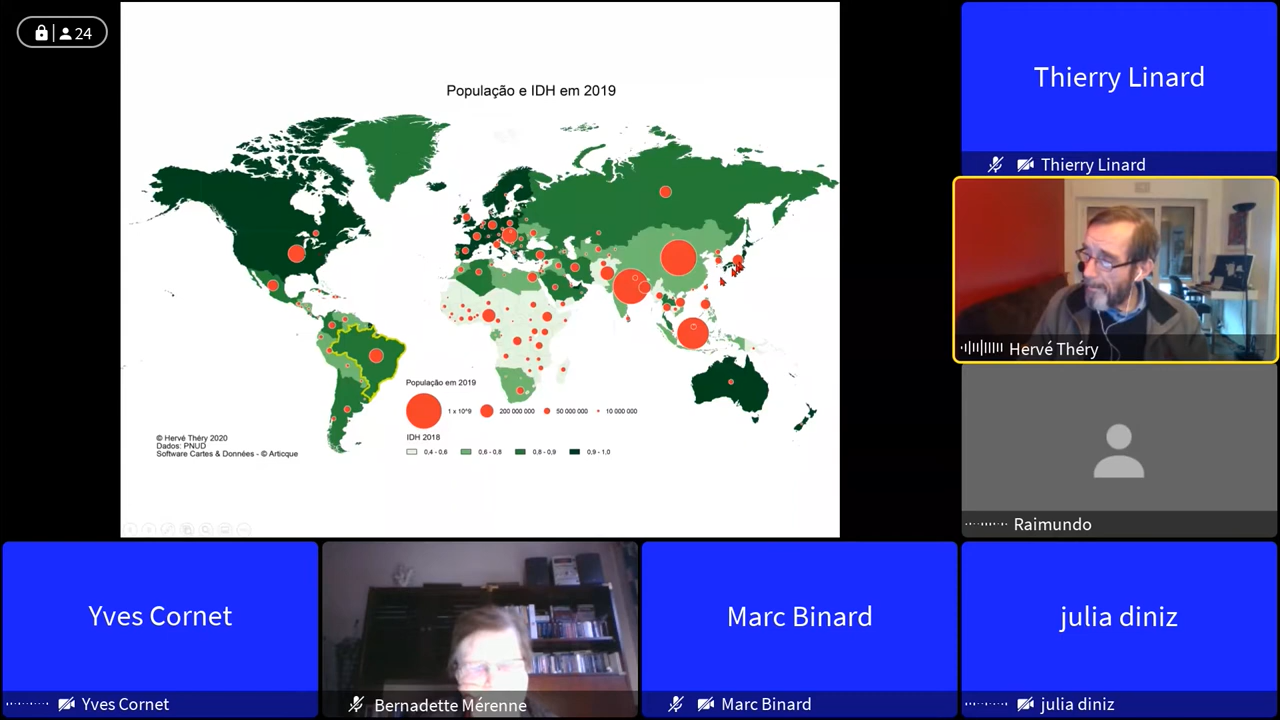 24
População e IDH em 2019
População em 2019
1 x 10^9
200 000 000
50 000 000
10 000 000
IDH 2018
0,4 - 0,6
0,6 - 0,8
0,8 - 0,9
0,9 - 1,0
© Hervé Théry 2020
Dados: PNUD
Software Cartes & Données - © Articque
Thierry Linard
Thierry Linard
Hervé Théry
Raimundo
Yves Cornet
Yves Cornet
Bernadette Mérenne
Marc Binard
Marc Binard
julia diniz
julia diniz